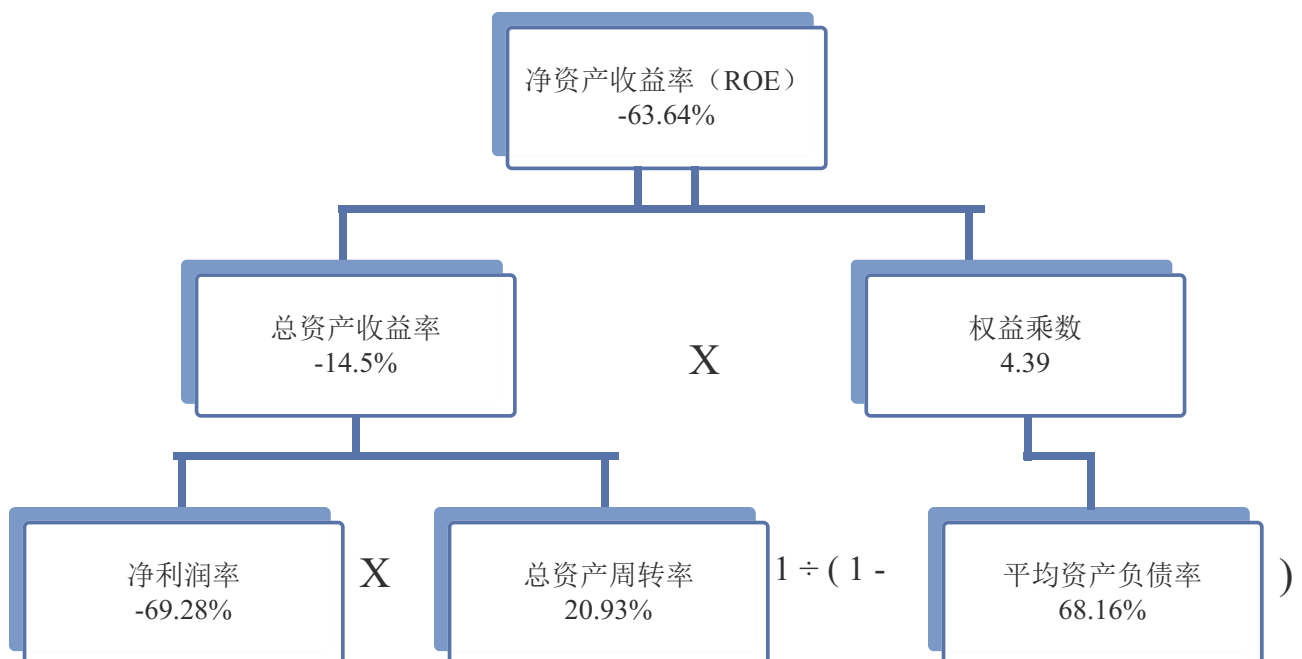 净资产收益率（ROE）
-63.64%
总资产收益率
-14.5%
X
权益乘数
4.39
净利润率
-69.28%
X
总资产周转率
20.93%
1 ÷ ( 1 -
平均资产负债率
68.16%
)